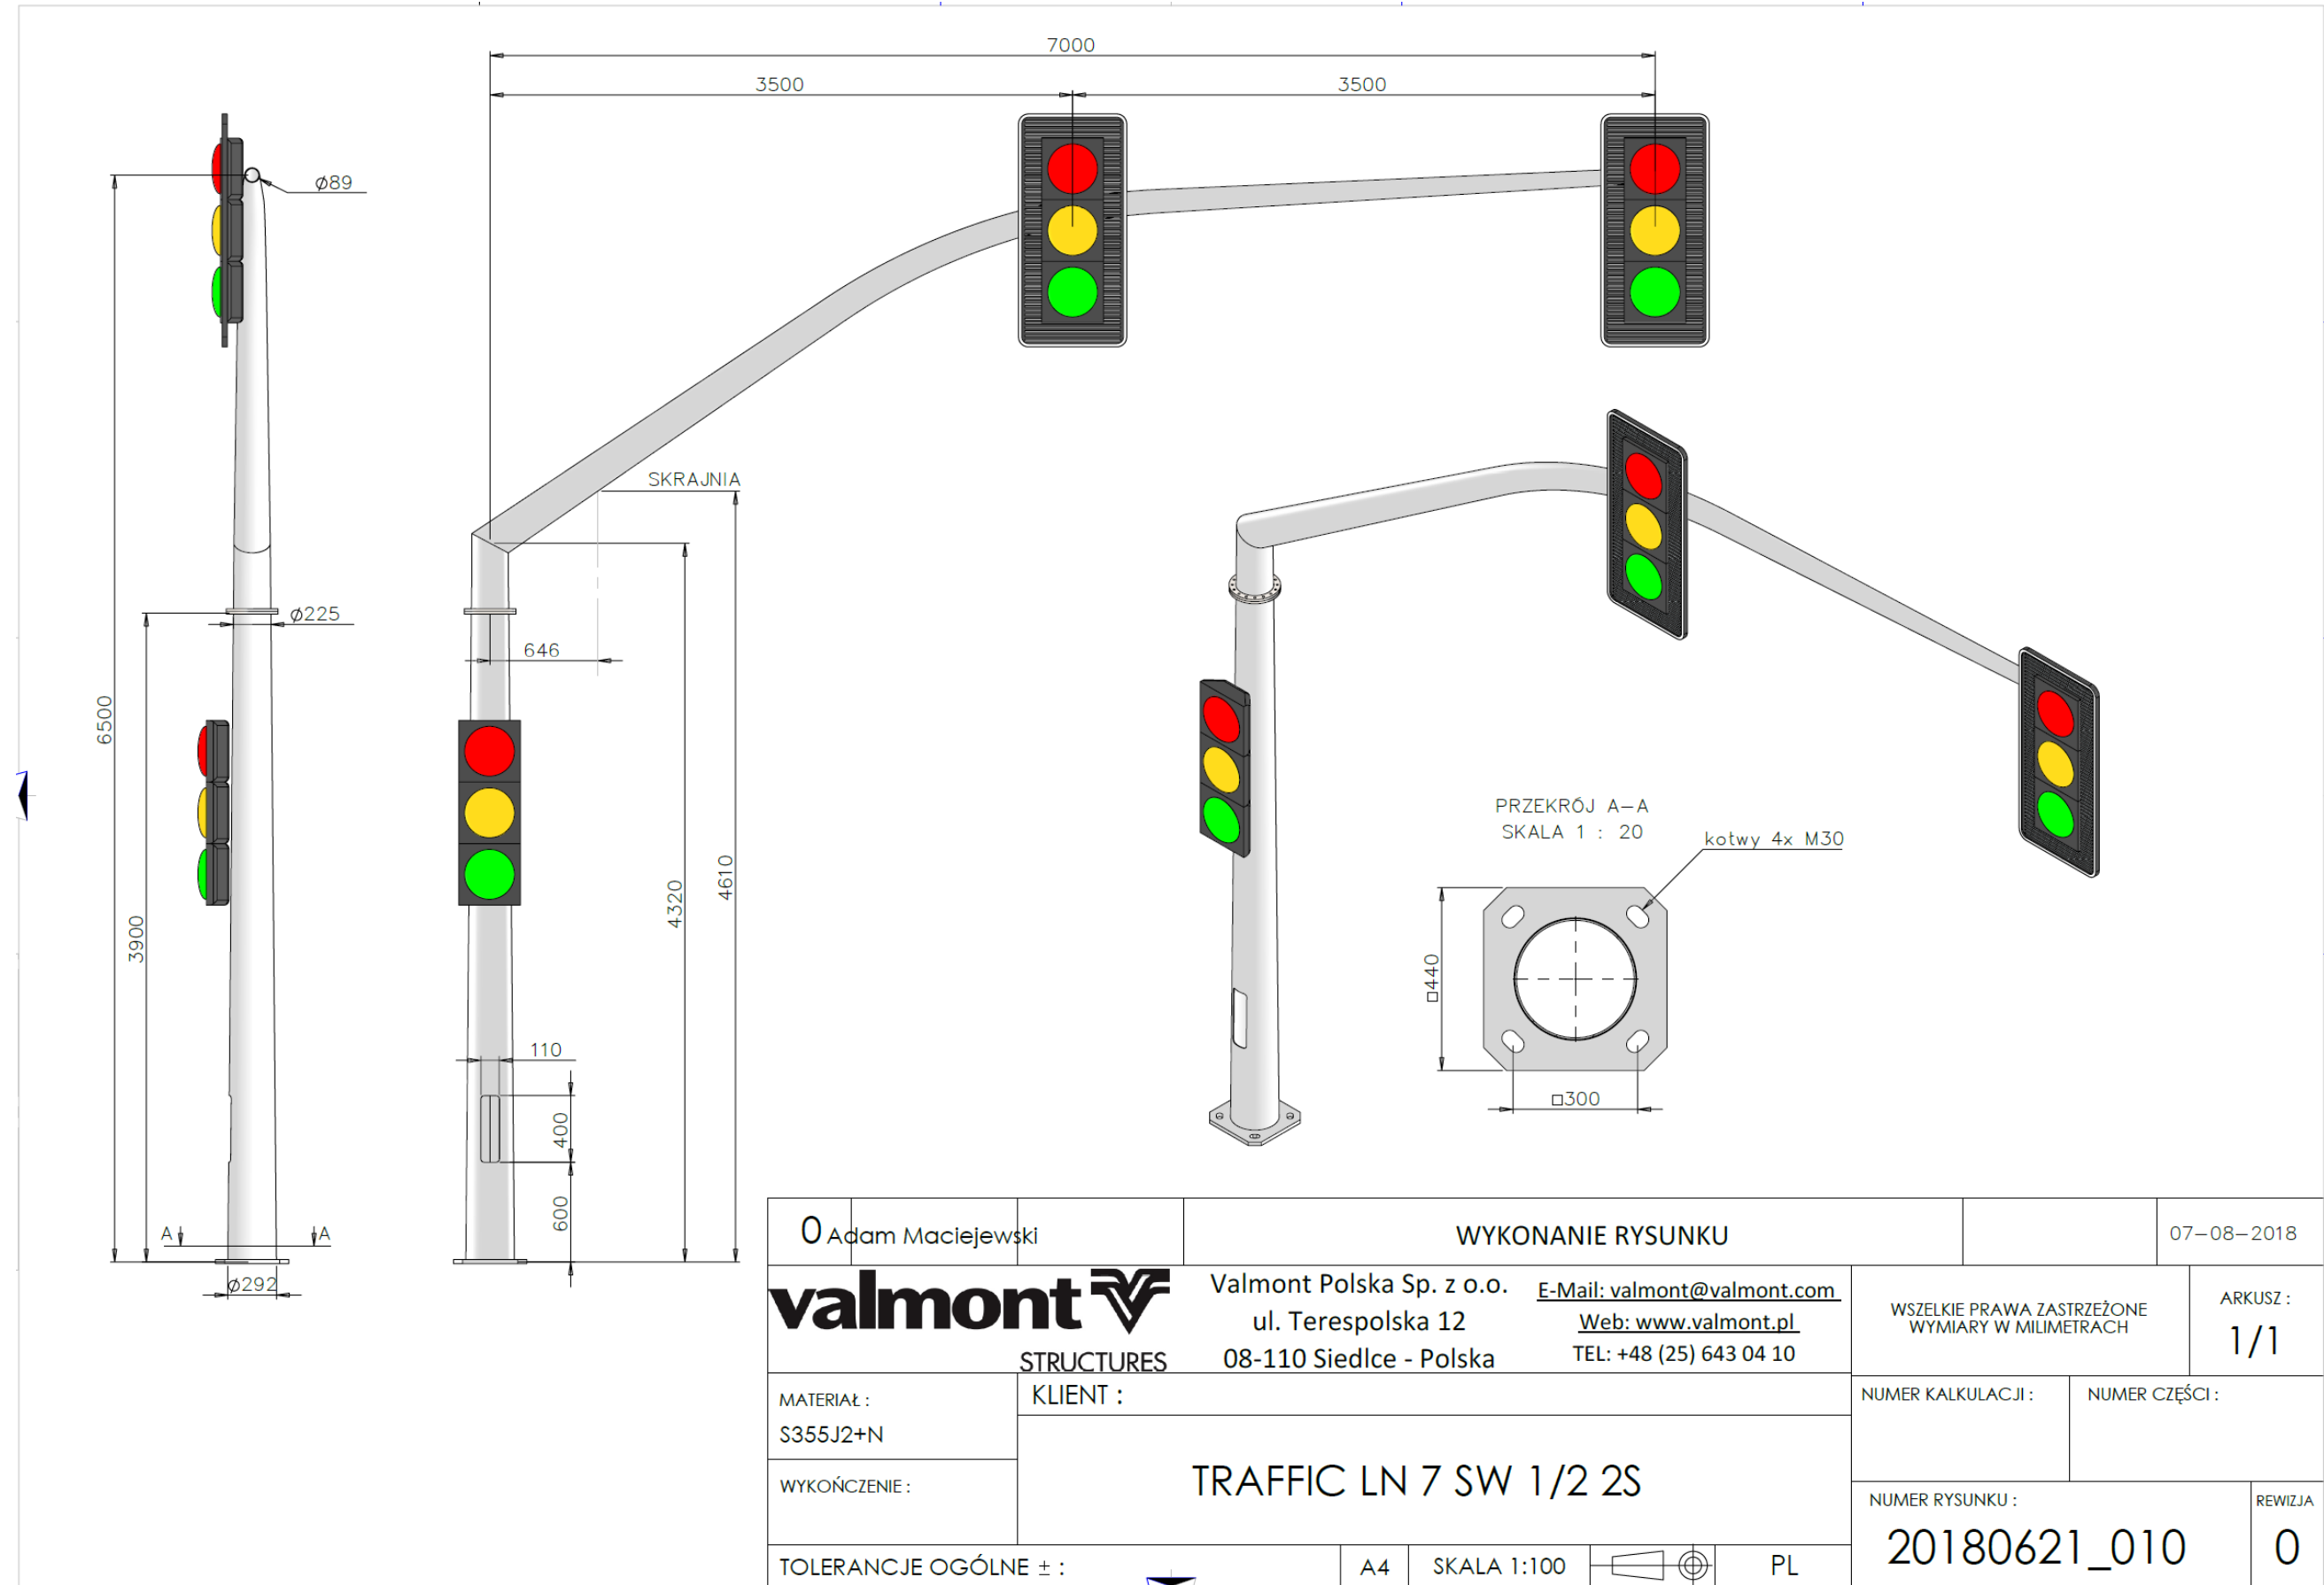 7000
3500
3500
Ø89
SKRAJNIA
Ø225
646
6500
3900
4320
4610
110
400
600
A
A
Ø292
PRZEKRÓJ A-A
SKALA 1 : 20
kotwy 4x M30
□440
□300
0 Adam Maciejewski
WYKONANIE RYSUNKU
07-08-2018
valmont
STRUCTURES
Valmont Polska Sp. z o.o.
ul. Terespolska 12
08-110 Siedlce - Polska
E-Mail: valmont@valmont.com
Web: www.valmont.pl
TEL: +48 (25) 643 04 10
WSZELKIE PRAWA ZASTRZEŻONE
WYMIARY W MILIMETRACH
ARKUSZ :
1/1
MATERIAŁ :
S355J2+N
KLIENT :
NUMER KALKULACJI :
NUMER CZĘŚCI :
WYKOŃCZENIE :
TRAFFIC LN 7 SW 1/2 2S
NUMER RYSUNKU :
20180621_010
REWIZJA
0
TOLERANCJE OGÓLNE ± :
A4
SKALA 1:100
PL